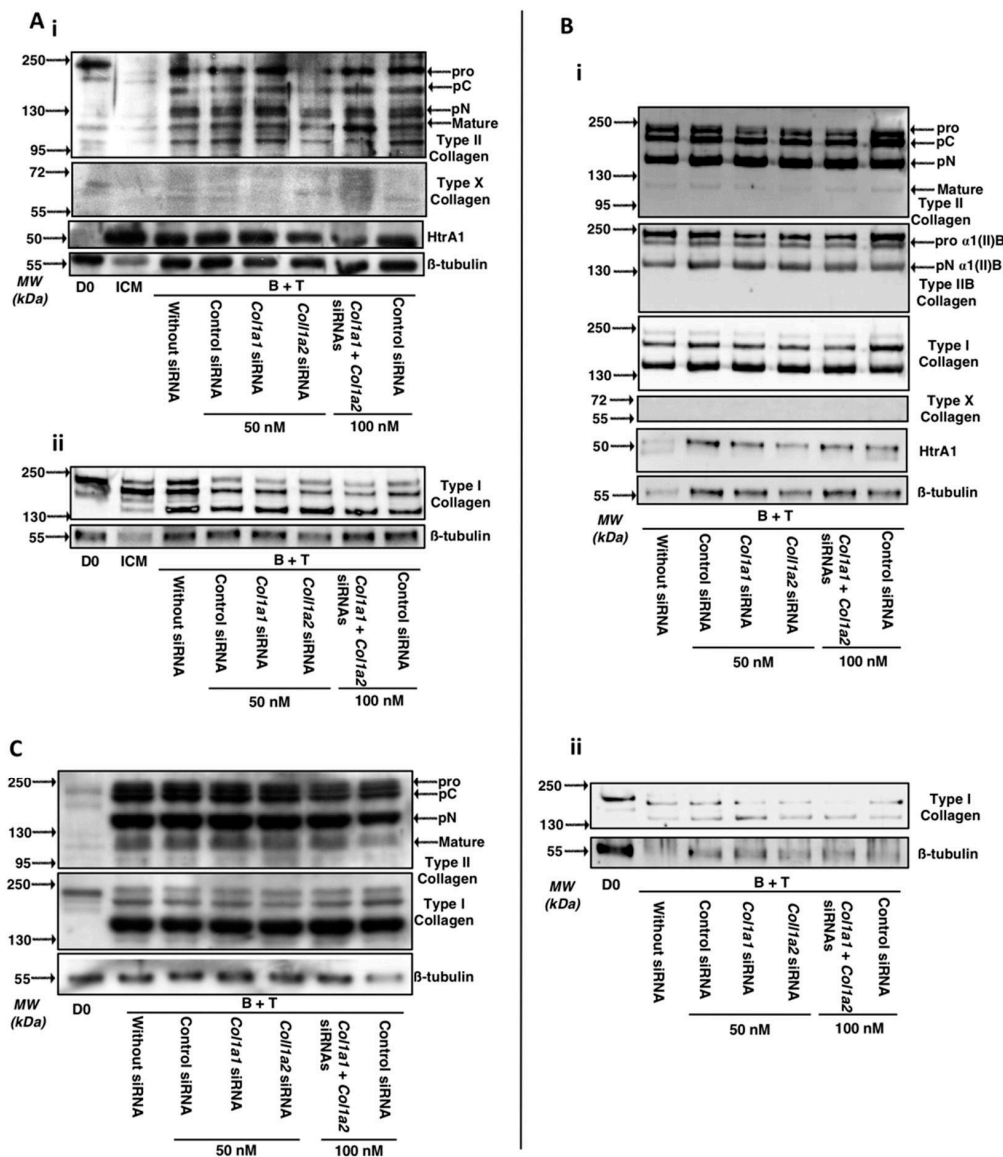 A
i
250
130
95
pro
pC
pN
Mature
Type II
Collagen
72
55
Type X
Collagen
50
HtrA1
55
ß-tubulin
MW
(kDa)
D0
ICM
B + T
Without siRNA
Control siRNA
Col1a1 siRNA
Coll1a2 siRNA
Col1a1 + Col1a2
siRNAs
Control siRNA
50 nM
100 nM
ii
250
130
Type I
Collagen
55
ß-tubulin
MW
(kDa)
D0
ICM
B + T
Without siRNA
Control siRNA
Col1a1 siRNA
Coll1a2 siRNA
Col1a1 + Col1a2
siRNAs
Control siRNA
50 nM
100 nM
C
250
130
95
pro
pC
pN
Mature
Type II
Collagen
250
130
Type I
Collagen
55
ß-tubulin
MW
(kDa)
D0
B + T
Without siRNA
Control siRNA
Col1a1 siRNA
Coll1a2 siRNA
Col1a1 + Col1a2
siRNAs
Control siRNA
50 nM
100 nM
B
i
250
130
95
pro
pC
pN
Mature
Type II
Collagen
250
130
pro α1(II)B
pN α1(II)B
Type IIB
Collagen
250
130
Type I
Collagen
72
55
Type X
Collagen
50
HtrA1
55
ß-tubulin
MW
(kDa)
B + T
Without siRNA
Control siRNA
Col1a1 siRNA
Coll1a2 siRNA
Col1a1 + Col1a2
siRNAs
Control siRNA
50 nM
100 nM
ii
250
130
Type I
Collagen
55
ß-tubulin
MW
(kDa)
D0
B + T
Without siRNA
Control siRNA
Col1a1 siRNA
Coll1a2 siRNA
Col1a1 + Col1a2
siRNAs
Control siRNA
50 nM
100 nM